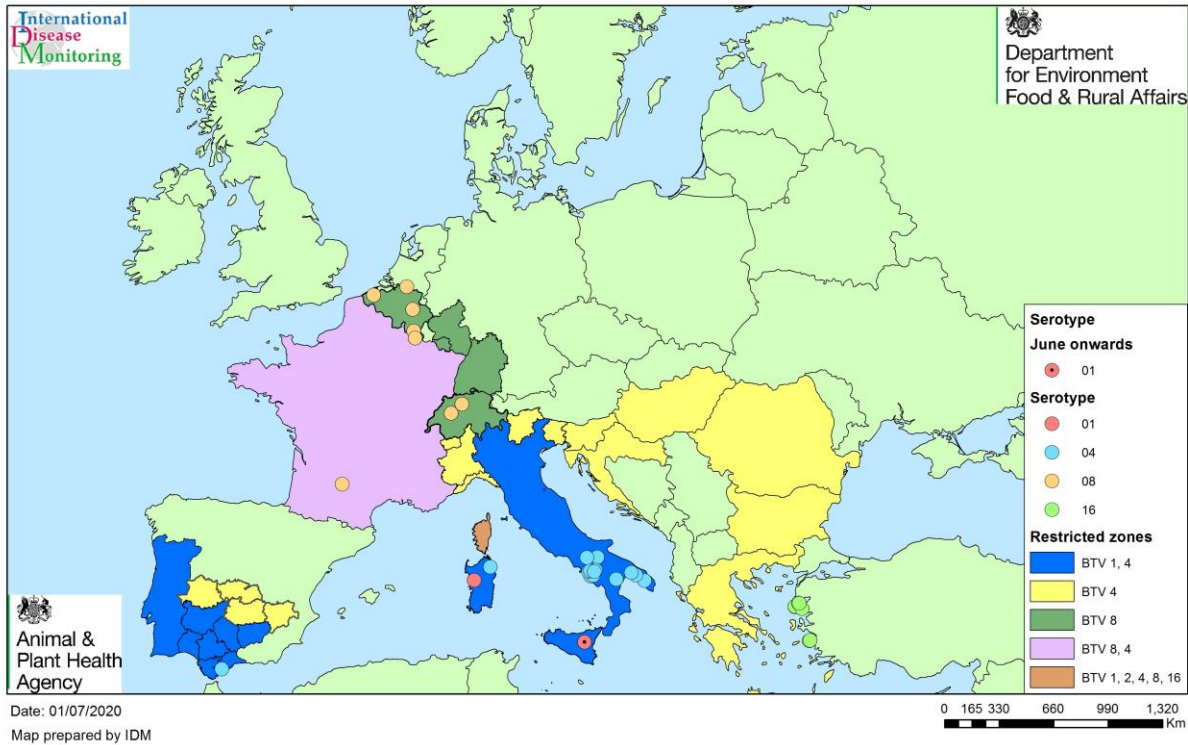 International
Disease
Monitoring
Department
for Environment
Food & Rural Affairs
Serotype
June onwards
01
Serotype
01
04
08
16
Restricted zones
BTV 1, 4
BTV 4
BTV 8
BTV 8, 4
BTV 1, 2, 4, 8, 16
Animal &
Plant Health
Agency
Date: 01/07/2020
Map prepared by IDM
0 165 330 660 990 1,320
Km